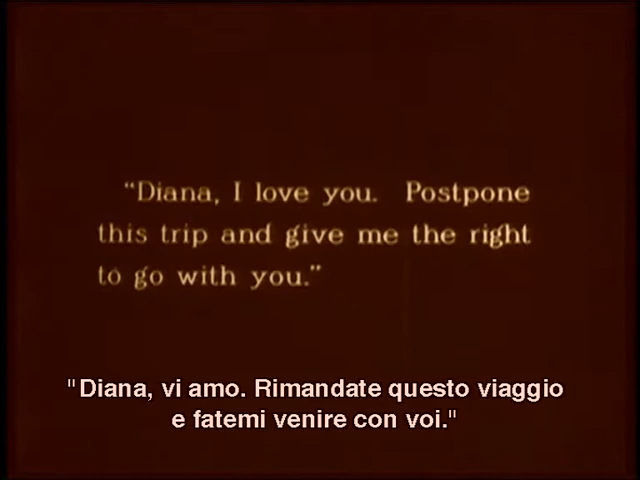 “Diana, I love you. Postpone
this trip and give me the right
to go with you.”
"Diana, vi amo. Rimandate questo viaggio
e fatemi venire con voi."